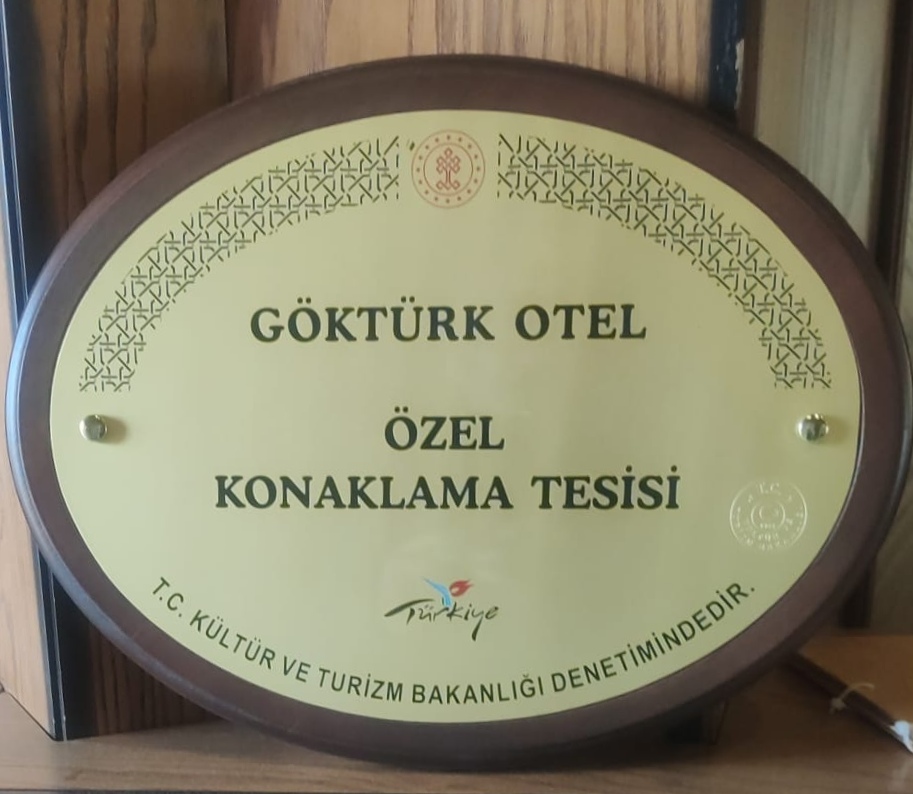 GÖKTÜRK OTEL
ÖZEL
KONAKLAMA TESİSİ
Türkiye
T.C. KÜLTÜR VE TURİZM BAKANLIĞI DENETİMİNDEDİR.